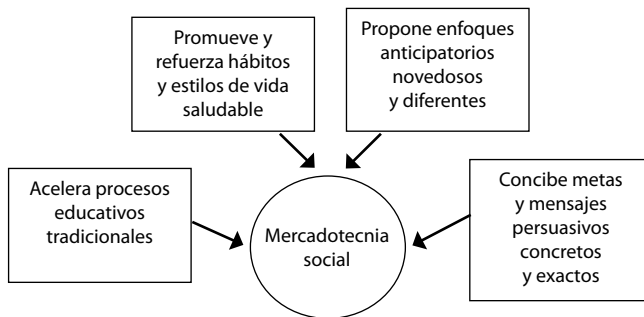 Promueve y
refuerza hábitos
y estilos de vida
saludable
Propone enfoques
anticipatorios
novedosos
y diferentes
Acelera procesos
educativos
tradicionales
Mercadotecnia
social
Concibe metas
y mensajes
persuasivos
concretos
y exactos